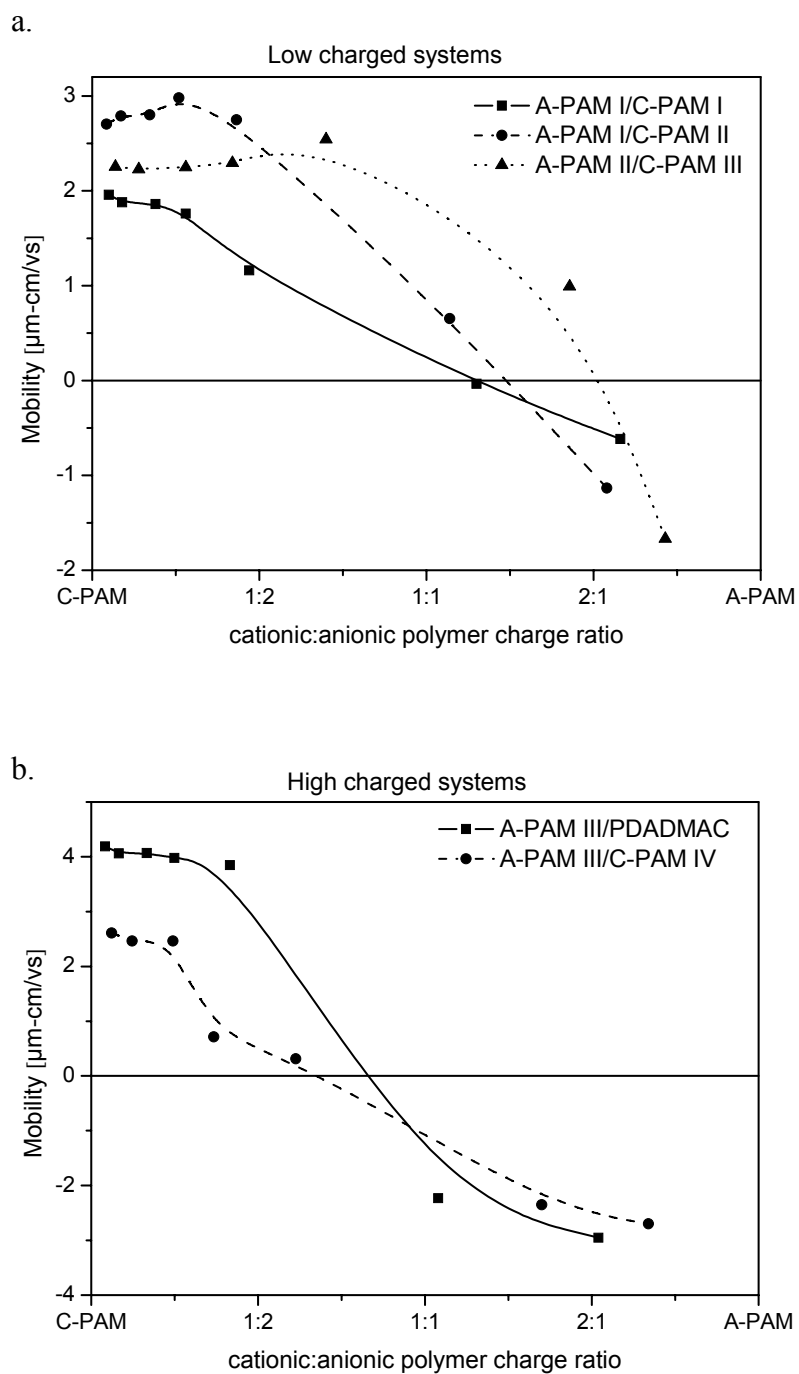 a.
Low charged systems
A-PAM I/C-PAM I
A-PAM I/C-PAM II
A-PAM II/C-PAM III
Mobility [µm-cm/vs]
3
2
1
0
-1
-2
C-PAM 1:2 1:1 2:1 A-PAM
cationic:anionic polymer charge ratio
b.
High charged systems
A-PAM III/PDADMAC
A-PAM III/C-PAM IV
Mobility [µm-cm/vs]
4
2
0
-2
-4
C-PAM 1:2 1:1 2:1 A-PAM
cationic:anionic polymer charge ratio